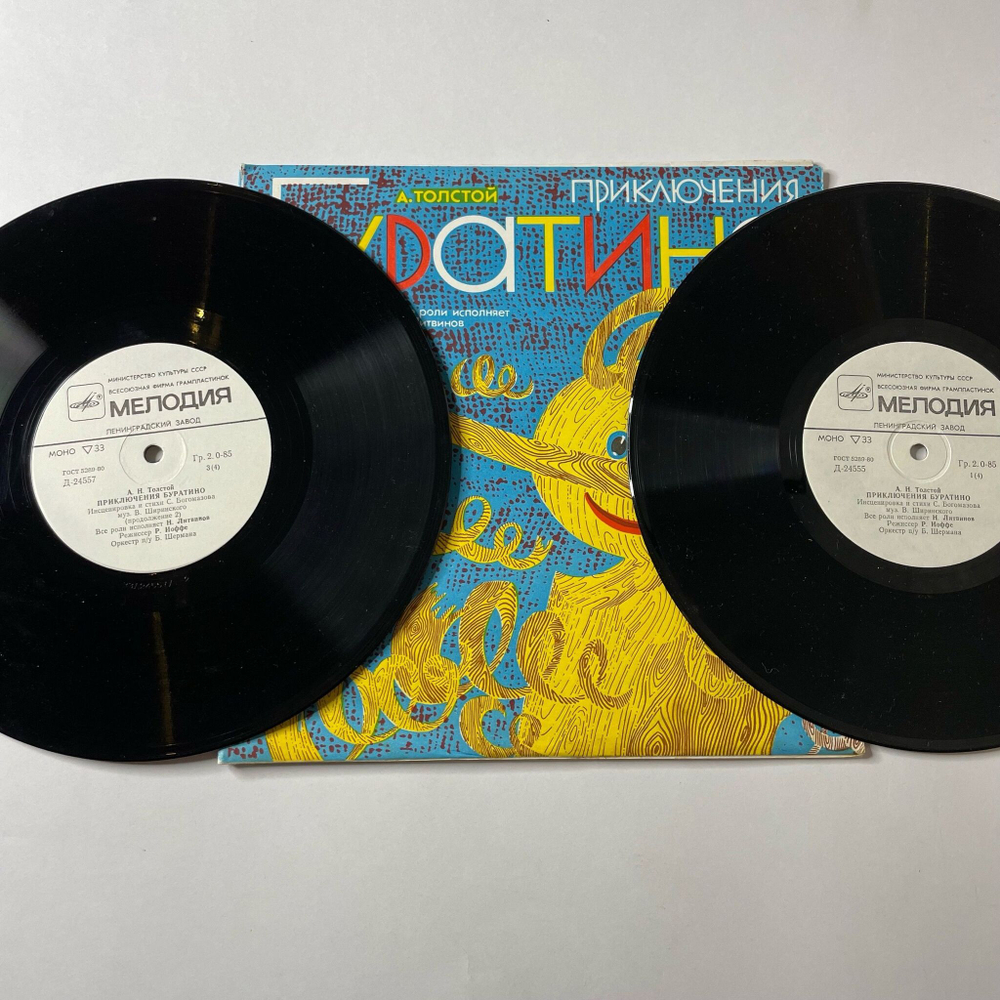 А. ТОЛСТОЙ
ПРИКЛЮЧЕНИЯ
БУРАТИНО
роли исполняет
МИНИСТЕРСТВО КУЛЬТУРЫ СССР
ВСЕСОЮЗНАЯ ФИРМА ГРАМПЛАСТИНОК
МЕЛОДИЯ
ЛЕНИНГРАДСКИЙ ЗАВОД
МОНО ▽33
ГОСТ 5289-80
Гр. 2. 0-85
Д-24557
3(4)
А. Н. Толстой
ПРИКЛЮЧЕНИЯ БУРАТИНО
Инсценировка и стихи С. Богомазова
муз. В. Ширинского
(продолжение 2)
Все роли исполняет Н. Литвинов
Режиссер Р. Иоффе
Оркестр п/у Б. Шермана
МИНИСТЕРСТВО КУЛЬТУРЫ СССР
ВСЕСОЮЗНАЯ ФИРМА ГРАМПЛАСТИНОК
МЕЛОДИЯ
ЛЕНИНГРАДСКИЙ ЗАВОД
МОНО ▽33
ГОСТ 5289-80
Гр. 2. 0-85
Д-24555
1(4)
А. Н. Толстой
ПРИКЛЮЧЕНИЯ БУРАТИНО
Инсценировка и стихи С. Богомазова
муз. В. Ширинского
Все роли исполняет Н. Литвинов
Режиссер Р. Иоффе
Оркестр п/у Б. Шермана